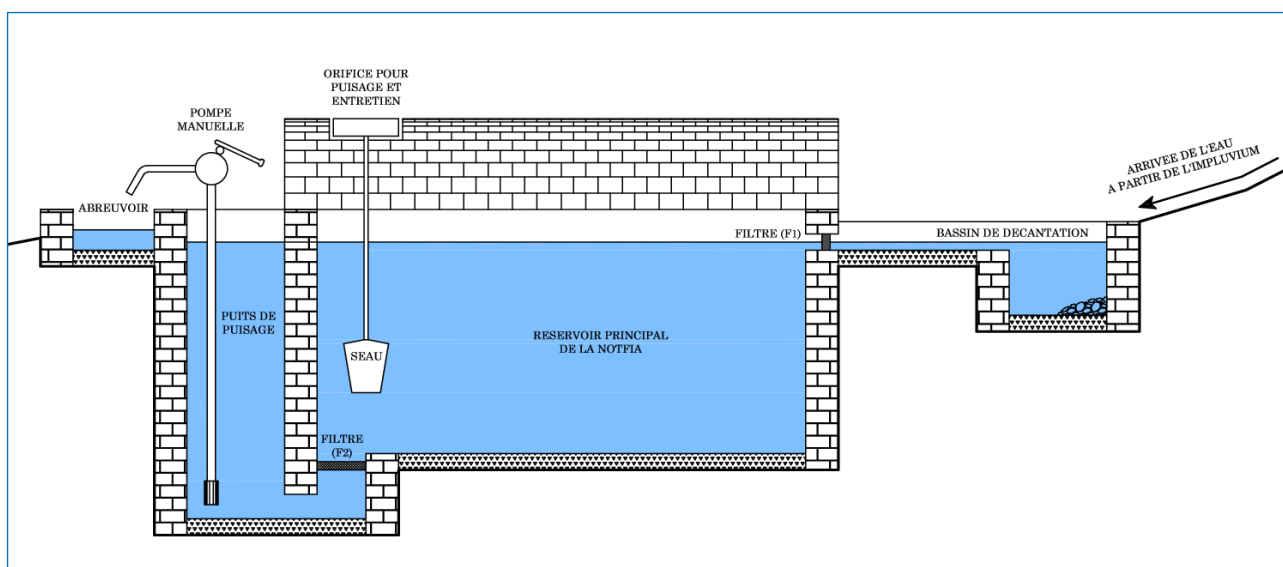 ORIFICE POUR
PUISAGE ET
ENTRETIEN
POMPE
MANUELLE
ARRIVEE DE L'EAU
A PARTIR DE L'IMPLUVIUM
ABREUVOIR
FILTRE (F1)
BASSIN DE DECANTATION
PUITS DE
PUISAGE
RESERVOIR PRINCIPAL
DE LA NOTFIA
SEAU
FILTRE
(F2)